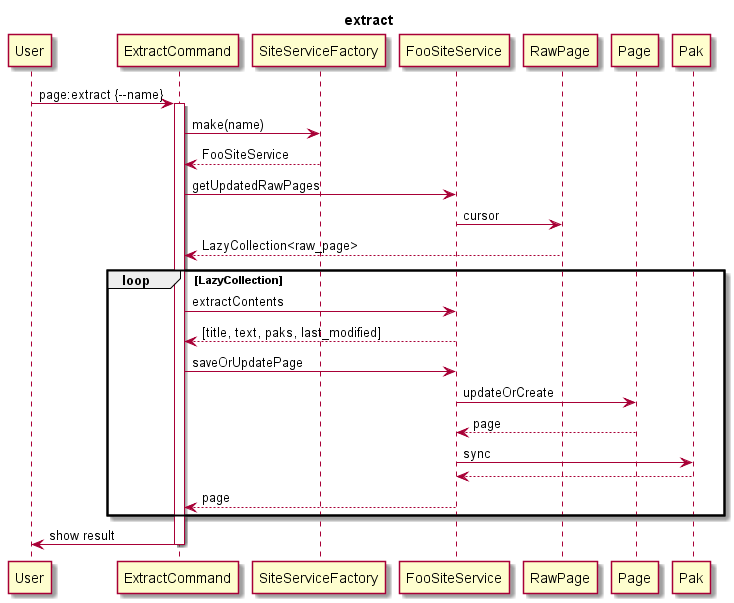 extract
User ExtractCommand SiteServiceFactory FooSiteService RawPage Page Pak
page:extract {--name}
make(name)
FooSiteService
getUpdatedRawPages
cursor
LazyCollection<raw_page>
loop [LazyCollection]
extractContents
[title, text, paks, last_modified]
saveOrUpdatePage
updateOrCreate
page
sync
page
show result
User ExtractCommand SiteServiceFactory FooSiteService RawPage Page Pak